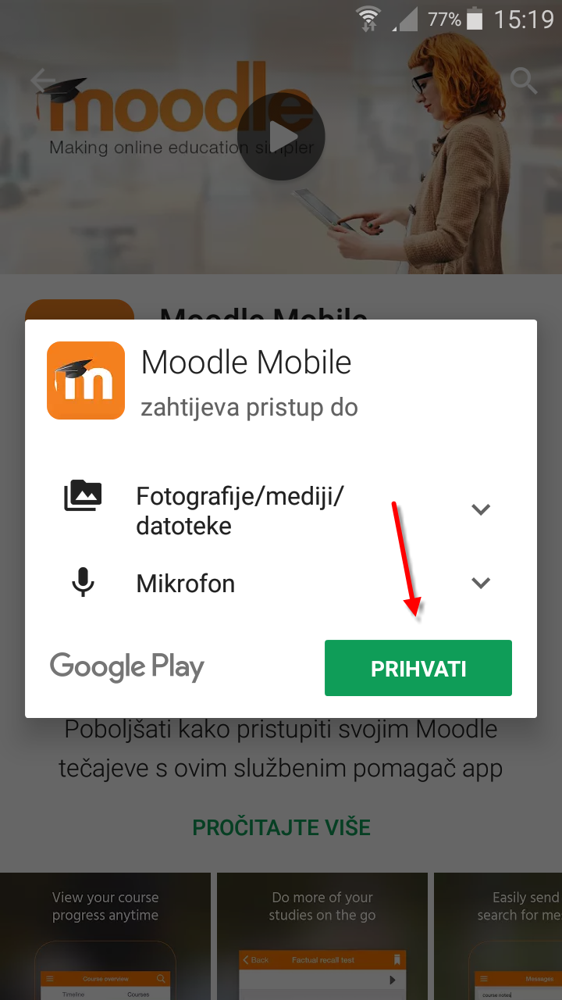 77% 15:19
moodle
Making online education simpler
Moodle Mobile
m
Moodle Mobile
zahtijeva pristup do
Fotografije/mediji/
datoteke
Mikrofon
Google Play
PRIHVATI
Poboljšati kako pristupiti svojim Moodle
tečajeve s ovim službenim pomagač app
PROČITAJTE VIŠE
View your course
progress anytime
Course overview
Timeline Courses
Do more of your
studies on the go
Back Factual recall test
Easily send
search for me
Messages
course notes